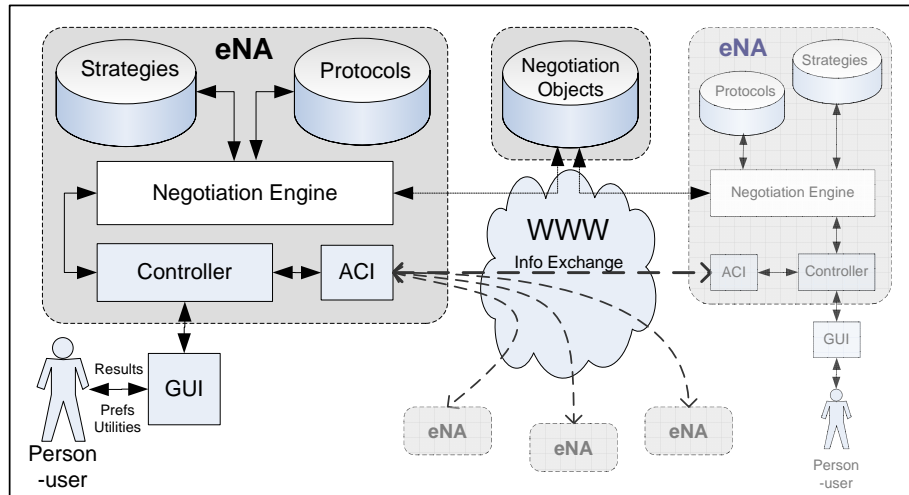 eNA
Strategies
Protocols
Negotiation Engine
Controller
ACI
GUI
Results
Prefs
Utilities
Person
-user
Negotiation
Objects
WWW
Info Exchange
eNA
eNA
eNA
eNA
Strategies
Protocols
Negotiation Engine
ACI
Controller
GUI
Person
-user